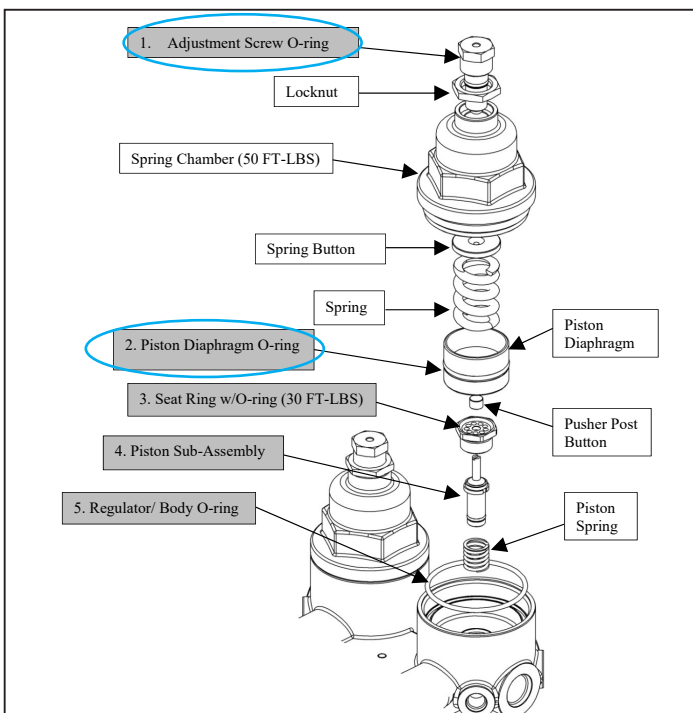 1. Adjustment Screw O-ring
Locknut
Spring Chamber (50 FT-LBS)
Spring Button
Spring
2. Piston Diaphragm O-ring
Piston
Diaphragm
3. Seat Ring w/O-ring (30 FT-LBS)
Pusher Post
Button
4. Piston Sub-Assembly
5. Regulator/ Body O-ring
Piston
Spring